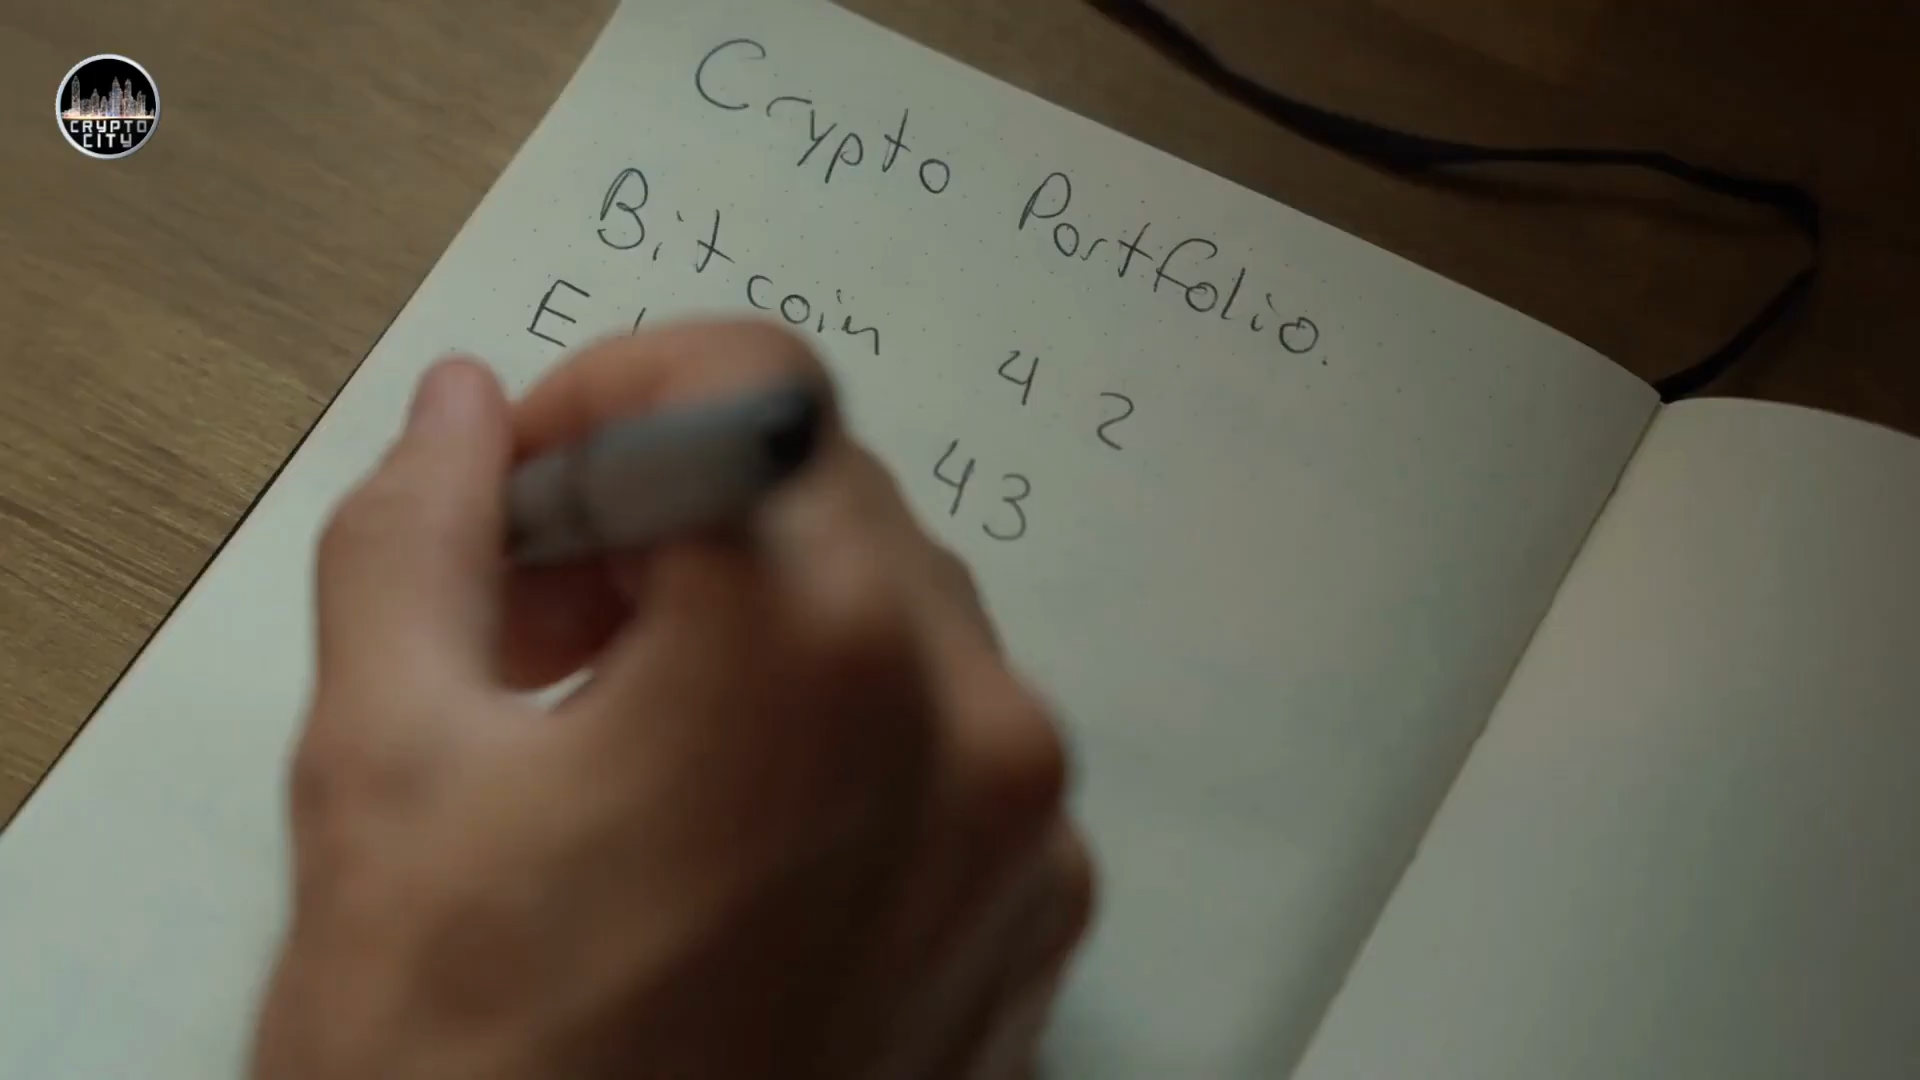 CRYPTO
CITY
Crypto Portfolio.
Bitcoin 42
43